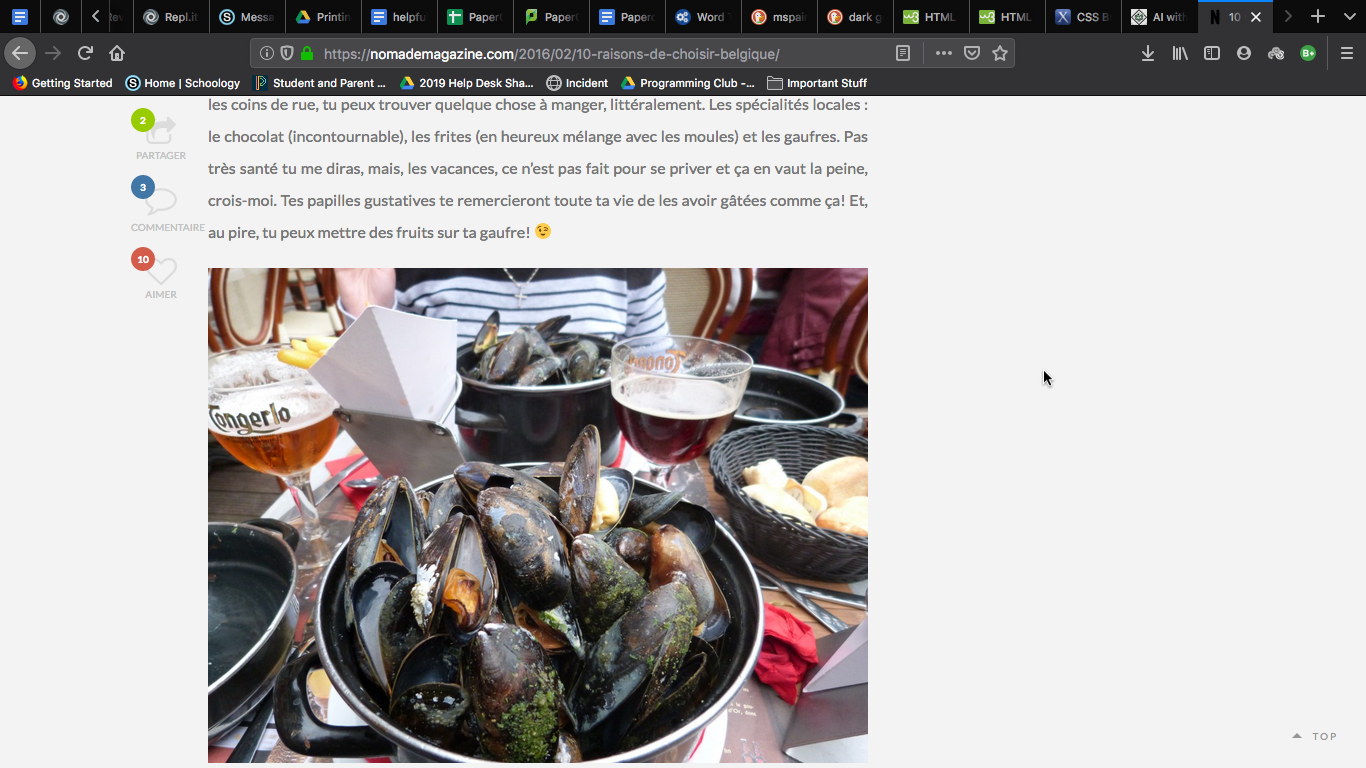 Repl.it
Messa
Printin
helpfu
Paper
Paper
Paperc
Word
mspai
dark g
HTML
HTML
CSS B
AI with
10
https://nomademagazine.com/2016/02/10-raisons-de-choisir-belgique/
Getting Started
Home | Schoology
Student and Parent ...
2019 Help Desk Sha...
Incident
Programming Club -...
Important Stuff
les coins de rue, tu peux trouver quelque chose à manger, littéralement. Les spécialités locales :
le chocolat (incontournable), les frites (en heureux mélange avec les moules) et les gaufres. Pas
très santé tu me diras, mais, les vacances, ce n’est pas fait pour se priver et ça en vaut la peine,
crois-moi. Tes papilles gustatives te remercieront toute ta vie de les avoir gâtées comme ça! Et,
au pire, tu peux mettre des fruits sur ta gaufre! 😉
2
PARTAGER
3
COMMENTAIRE
10
AIMER
Tongerlo
TOP